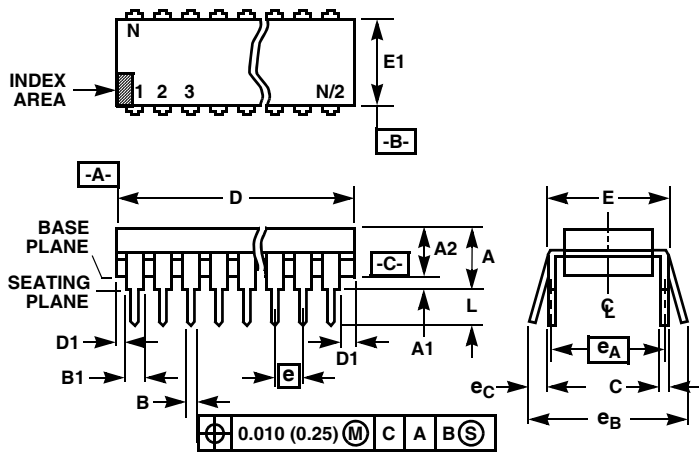 N
E1
INDEX
AREA
1 2 3 N/2
-B-
-A-
D
E
BASE
PLANE
A2
A
-C-
SEATING
PLANE
L
C
L
D1
A1
D1
eA
B1
e
eC
C
B
eB
0.010 (0.25) M C A B S